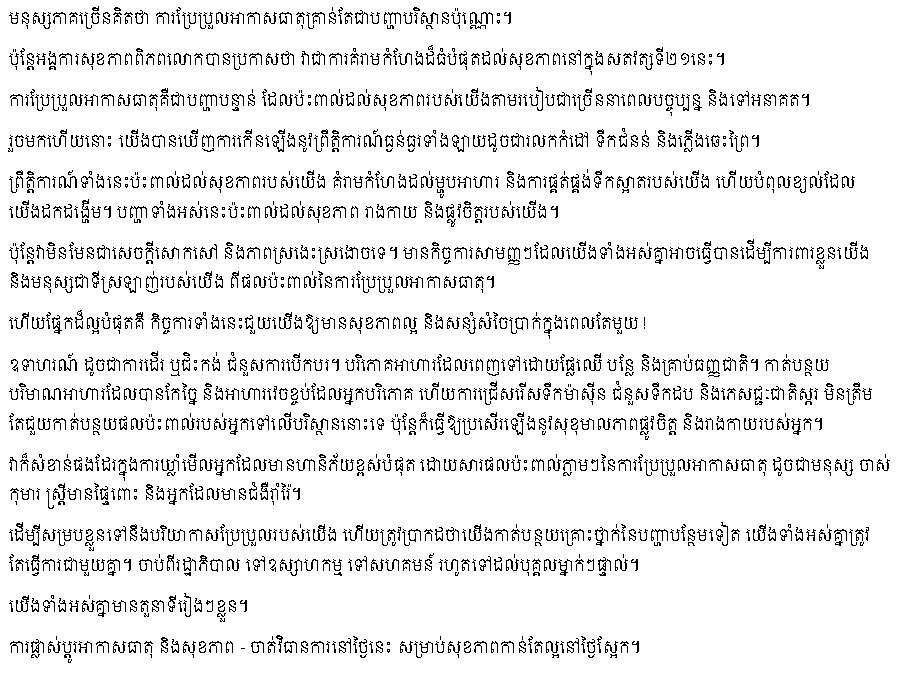 មនុស្សភាគច្រើនគិតថា ការប្រែប្រួលអាកាសធាតុគ្រាន់តែជាបញ្ហាបរិស្ថានប៉ុណ្ណោះ។
ប៉ុន្តែអង្គការសុខភាពពិភពលោកបានប្រកាសថា វាជាការគំរាមកំហែងដ៏ធំបំផុតដល់សុខភាពនៅក្នុងសតវត្សទី២១នេះ។
ការប្រែប្រួលអាកាសធាតុគឺជាបញ្ហាបន្ទាន់ ដែលប៉ះពាល់ដល់សុខភាពរបស់យើងតាមរបៀបជាច្រើននាពេលបច្ចុប្បន្ន និងទៅអនាគត។
រួចមកហើយនោះ យើងបានឃើញការកើនឡើងនូវព្រឹត្តិការណ៍ធ្ងន់ធ្ងរទាំងឡាយដូចជារលកកំដៅ ទឹកជំនន់ និងភ្លើងឆេះព្រៃ។
ព្រឹត្តិការណ៍ទាំងនេះប៉ះពាល់ដល់សុខភាពរបស់យើង គំរាមកំហែងដល់ម្ហូបអាហារ និងការផ្គត់ផ្គង់ទឹកស្អាតរបស់យើង ហើយបំពុលខ្យល់ដែល
យើងដកដង្ហើម។ បញ្ហាទាំងអស់នេះប៉ះពាល់ដល់សុខភាព រាងកាយ និងផ្លូវចិត្តរបស់យើង។
ប៉ុន្តែវាមិនមែនជាសេចក្តីសោកសៅ និងភាពស្រងេះស្រងោចទេ។ មានកិច្ចការសាមញ្ញៗដែលយើងទាំងអស់គ្នាអាចធ្វើបានដើម្បីការពារខ្លួនយើង
និងមនុស្សជាទីស្រឡាញ់របស់យើង ពីផលប៉ះពាល់នៃការប្រែប្រួលអាកាសធាតុ។
ហើយផ្នែកដ៏ល្អបំផុតគឺ កិច្ចការទាំងនេះជួយយើងឱ្យមានសុខភាពល្អ និងសន្សំសំចៃប្រាក់ក្នុងពេលតែមួយ!
ឧទាហរណ៍ ដូចជាការដើរ ឬជិះកង់ ជំនួសការបើកបរ។ បរិភោគអាហារដែលពេញទៅដោយផ្លែឈើ បន្លែ និងគ្រាប់ធញ្ញជាតិ។ កាត់បន្ថយ
បរិមាណអាហារដែលបានកែច្នៃ និងអាហារវេចខ្ចប់ដែលអ្នកបរិភោគ ហើយការជ្រើសរើសទឹកម៉ាស៊ីន ជំនួសទឹកដប និងភេសជ្ជៈជាតិស្ករ មិនត្រឹម
តែជួយកាត់បន្ថយផលប៉ះពាល់របស់អ្នកទៅលើបរិស្ថាននោះទេ ប៉ុន្តែក៏ធ្វើឱ្យប្រសើរឡើងនូវសុខុមាលភាពផ្លូវចិត្ត និងរាងកាយរបស់អ្នក។
វាក៏សំខាន់ផងដែរក្នុងការឃ្លាំមើលអ្នកដែលមានហានិភ័យខ្ពស់បំផុត ដោយសារផលប៉ះពាល់ភ្លាមៗនៃការប្រែប្រួលអាកាសធាតុ ដូចជាមនុស្ស ចាស់
កុមារ ស្ត្រីមានផ្ទៃពោះ និងអ្នកដែលមានជំងឺរ៉ាំរ៉ៃ។
ដើម្បីសម្របខ្លួនទៅនឹងបរិយាកាសប្រែប្រួលរបស់យើង ហើយត្រូវប្រាកដថាយើងកាត់បន្ថយគ្រោះថ្នាក់នៃបញ្ហាបន្ថែមទៀត យើងទាំងអស់គ្នាត្រូវ
តែធ្វើការជាមួយគ្នា។ ចាប់ពីរដ្ឋាភិបាល ទៅឧស្សាហកម្ម ទៅសហគមន៍ រហូតទៅដល់បុគ្គលម្នាក់ៗផ្ទាល់។
យើងទាំងអស់គ្នាមានតួនាទីរៀងៗខ្លួន។
ការផ្លាស់ប្តូរអាកាសធាតុ និងសុខភាព - ចាត់វិធានការនៅថ្ងៃនេះ សម្រាប់សុខភាពកាន់តែល្អនៅថ្ងៃស្អែក។